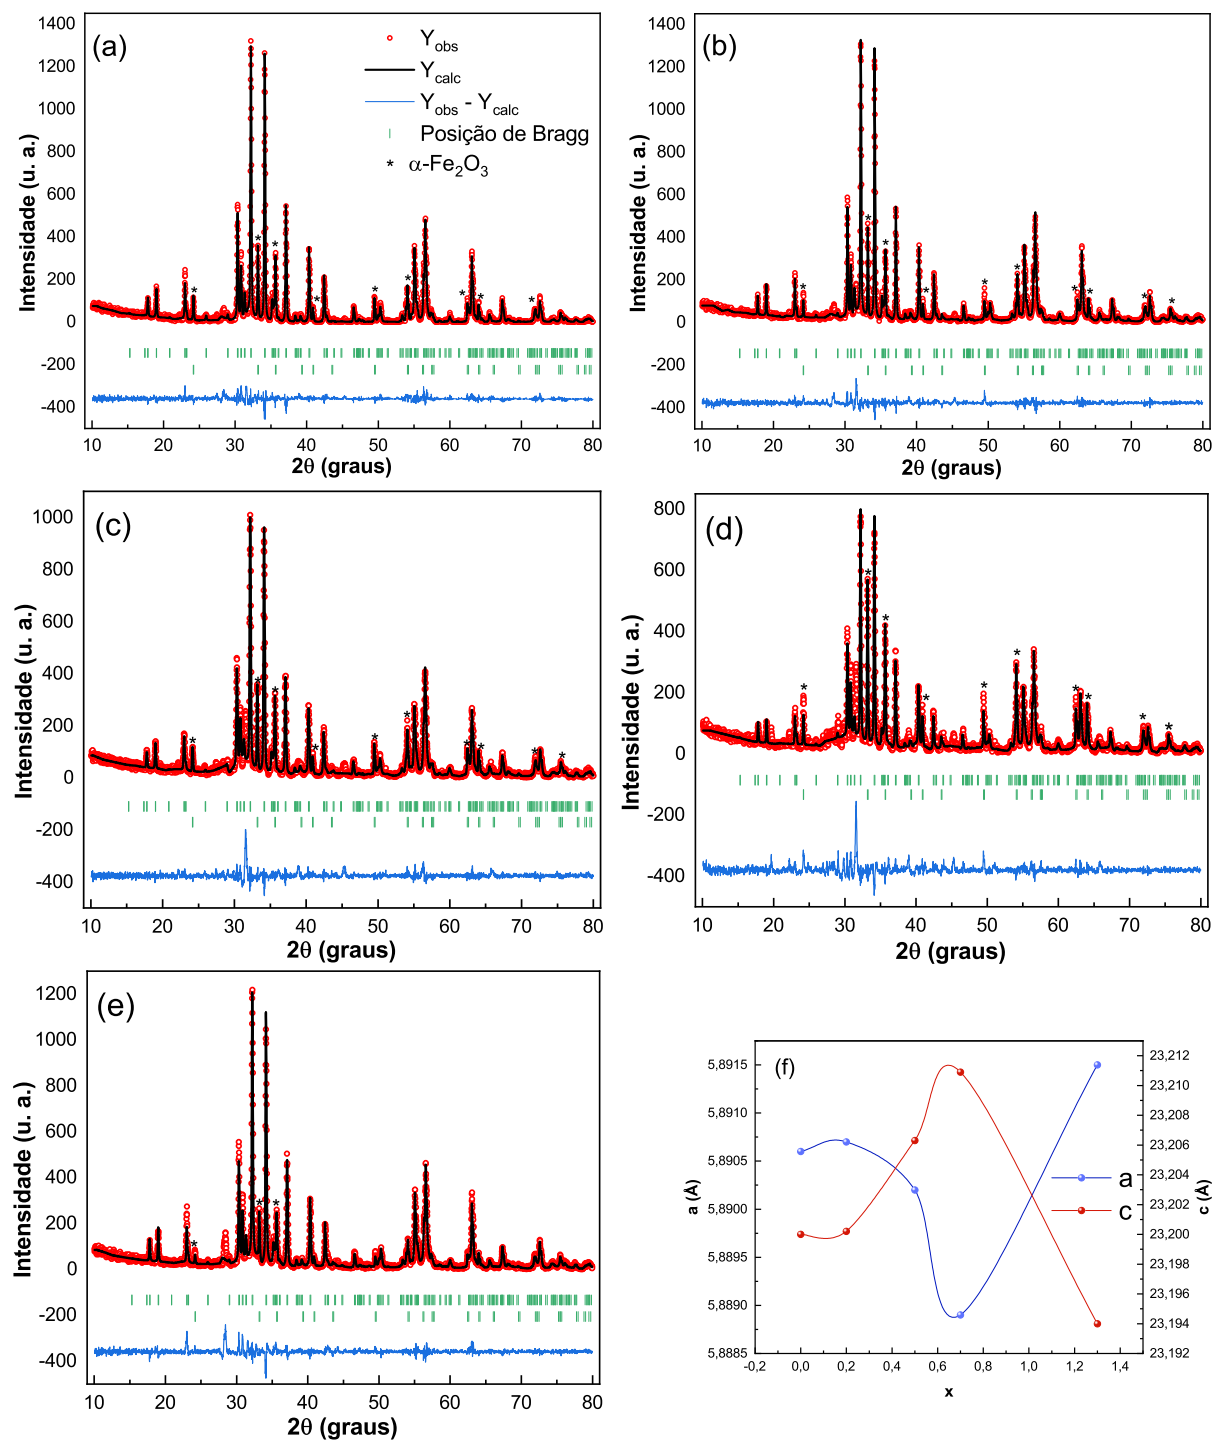 (a)
Y_obs
Y_calc
Y_obs - Y_calc
Posição de Bragg
* α-Fe₂O₃
Intensidade (u. a.)
1400
1200
1000
800
600
400
200
0
-200
-400
10 20 30 40 50 60 70 80
2θ (graus)
(b)
Intensidade (u. a.)
1400
1200
1000
800
600
400
200
0
-200
-400
10 20 30 40 50 60 70 80
2θ (graus)
(c)
Intensidade (u. a.)
1000
800
600
400
200
0
-200
-400
10 20 30 40 50 60 70 80
2θ (graus)
(d)
Intensidade (u. a.)
800
600
400
200
0
-200
-400
10 20 30 40 50 60 70 80
2θ (graus)
(e)
Intensidade (u. a.)
1200
1000
800
600
400
200
0
-200
-400
10 20 30 40 50 60 70 80
2θ (graus)
(f)
a (Å)
5,8915
5,8910
5,8905
5,8900
5,8895
5,8890
5,8885
-0,2 0,0 0,2 0,4 0,6 0,8 1,0 1,2 1,4
x
a
c
23,212
23,210
23,208
23,206
23,204
23,202
23,200
23,198
23,196
23,194
23,192
c (Å)